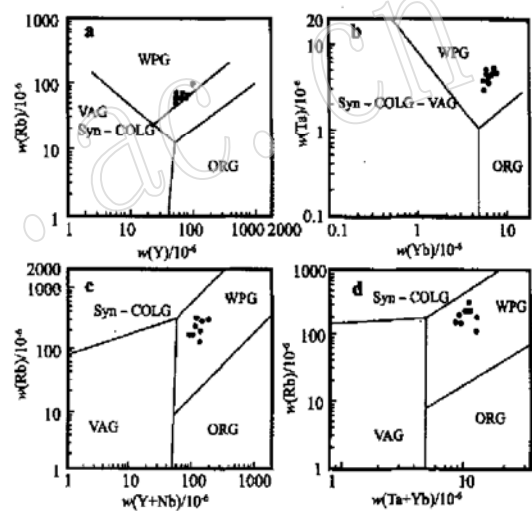 a
1000
100
10
1
w(Rb)/10⁻⁶
WPG
VAG
Syn-COLG
ORG
1 10 100 1000 2000
w(Y)/10⁻⁶
b
20
10
1
0.1
w(Ta)/10⁻⁶
WPG
Syn-COLG-VAG
ORG
0.1 1 10 100
w(Yb)/10⁻⁶
c
2000
1000
100
10
1
w(Rb)/10⁻⁶
Syn-COLG
WPG
VAG
ORG
1 10 100 1000
w(Y+Nb)/10⁻⁶
d
1000
100
10
1
w(Rb)/10⁻⁶
Syn-COLG
WPG
VAG
ORG
1 10
w(Ta+Yb)/10⁻⁶
.ac.cn